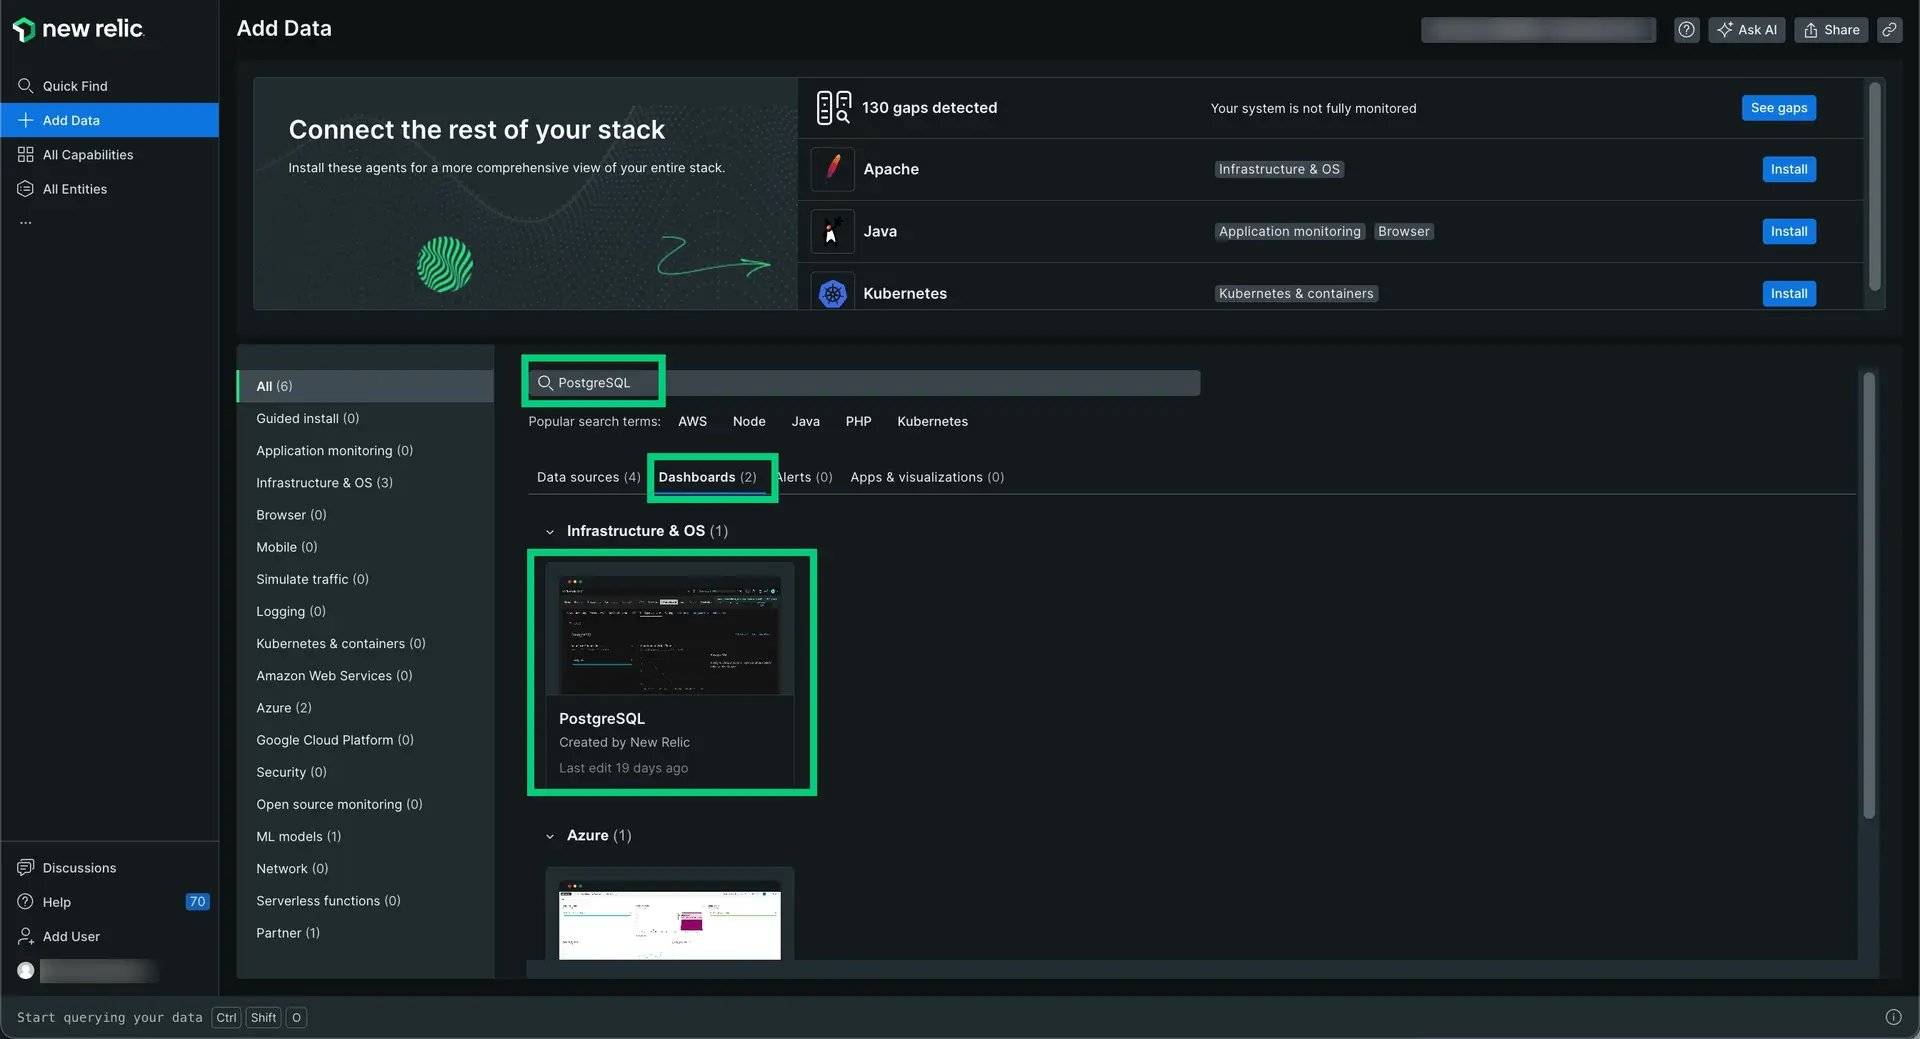 new relic
Add Data
Ask AI
Share
Quick Find
Add Data
All Capabilities
All Entities
...
Connect the rest of your stack
Install these agents for a more comprehensive view of your entire stack.
130 gaps detected
Your system is not fully monitored
See gaps
Apache
Infrastructure & OS
Install
Java
Application monitoring
Browser
Install
Kubernetes
Kubernetes & containers
Install
All (6)
Guided install (0)
Application monitoring (0)
Infrastructure & OS (3)
Browser (0)
Mobile (0)
Simulate traffic (0)
Logging (0)
Kubernetes & containers (0)
Amazon Web Services (0)
Azure (2)
Google Cloud Platform (0)
Security (0)
Open source monitoring (0)
ML models (1)
Network (0)
Serverless functions (0)
Partner (1)
PostgreSQL
Popular search terms: AWS Node Java PHP Kubernetes
Data sources (4) Dashboards (2) Alerts (0) Apps & visualizations (0)
Infrastructure & OS (1)
PostgreSQL
Created by New Relic
Last edit 19 days ago
Azure (1)
Discussions
Help 70
Add User
Start querying your data Ctrl Shift O